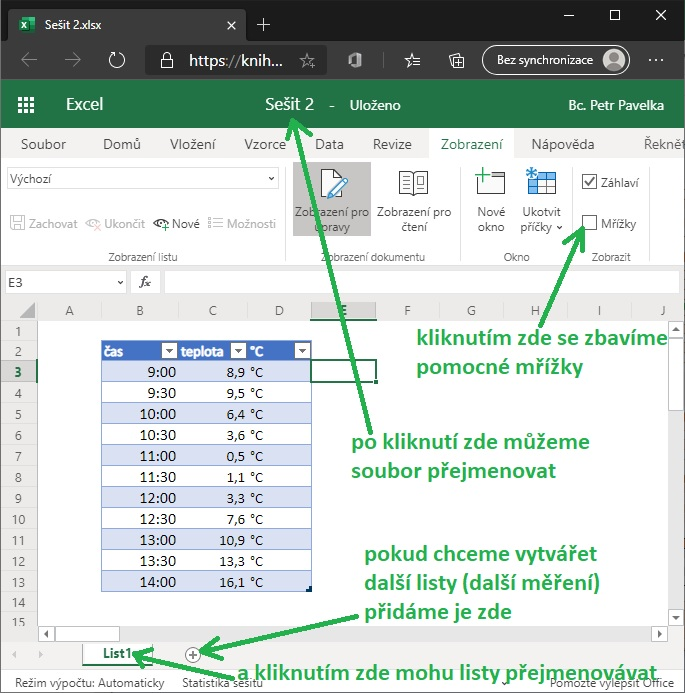 Sešit 2.xlsx
https://knih...
Bez synchronizace
Excel
Sešit 2 - Uloženo
Bc. Petr Pavelka
Soubor Domů Vložení Vzorce Data Revize Zobrazení Nápověda Řeknět
Výchozí
Zachovat Ukončit Nové Možnosti
Zobrazení listu
Zobrazení pro úpravy
Zobrazení pro čtení
Zobrazení dokumentu
Nové okno
Ukotvit příčky
Okno
Záhlaví
Mřížky
Zobrazit
E3
fx
A B C D E F G H I J
1
2 čas teplota °C
3 9:00 8,9 °C
4 9:30 9,5 °C
5 10:00 6,4 °C
6 10:30 3,6 °C
7 11:00 0,5 °C
8 11:30 1,1 °C
9 12:00 3,3 °C
10 12:30 7,6 °C
11 13:00 10,9 °C
12 13:30 13,3 °C
13 14:00 16,1 °C
14
15
kliknutím zde se zbavíme
pomocné mřížky
po kliknutí zde můžeme
soubor přejmenovat
pokud chceme vytvářet
další listy (další měření)
přidáme je zde
List1
a kliknutím zde mohu listy přejmenovávat
Režim výpočtu: Automaticky Statistika sešitu Pomozte vylepšit Office